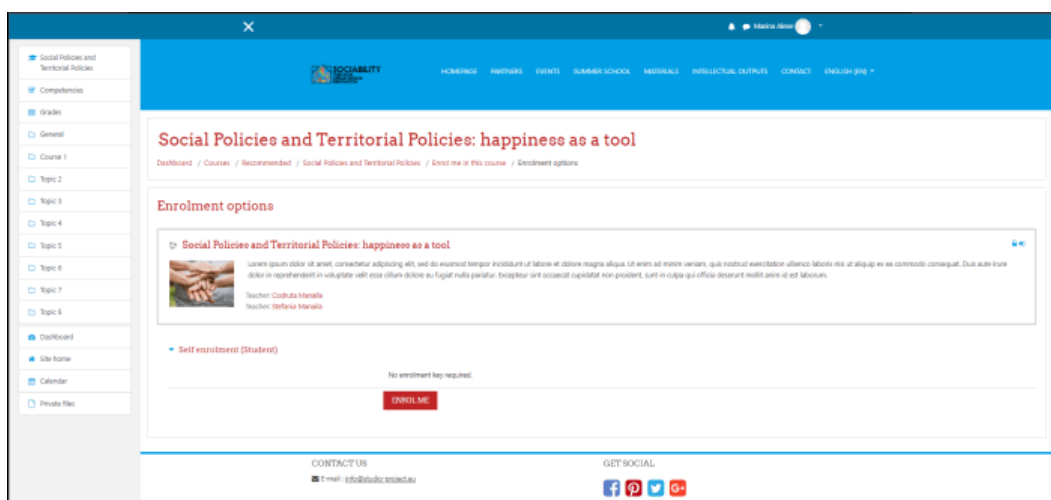 Marina Alexe
SOCIABILITY
HOMEPAGE PARTNERS EVENTS SUMMER SCHOOL MATERIALS INTELLECTUAL OUTPUTS CONTACT ENGLISH (EN)
Social Policies and
Territorial Policies
Competencies
Grades
General
Course 1
Topic 2
Topic 3
Topic 4
Topic 5
Topic 6
Topic 7
Topic 8
Dashboard
Site home
Calendar
Private files
Social Policies and Territorial Policies: happiness as a tool
Dashboard / Courses / Recommended / Social Policies and Territorial Policies / Enrol me in this course / Enrolment options
Enrolment options
Social Policies and Territorial Policies: happiness as a tool
Lorem ipsum dolor sit amet, consectetur adipiscing elit, sed do eiusmod tempor incididunt ut labore et dolore magna aliqua. Ut enim ad minim veniam, quis nostrud exercitation ullamco laboris nisi ut aliquip ex ea commodo consequat. Duis aute irure
dolor in reprehenderit in voluptate velit esse cillum dolore eu fugiat nulla pariatur. Excepteur sint occaecat cupidatat non proident, sunt in culpa qui officia deserunt mollit anim id est laborum.
Teacher: Codruta Manaila
Teacher: Stefania Manaila
Self enrolment (Student)
No enrolment key required.
ENROL ME
CONTACT US
E-mail : info@studio-project.eu
GET SOCIAL